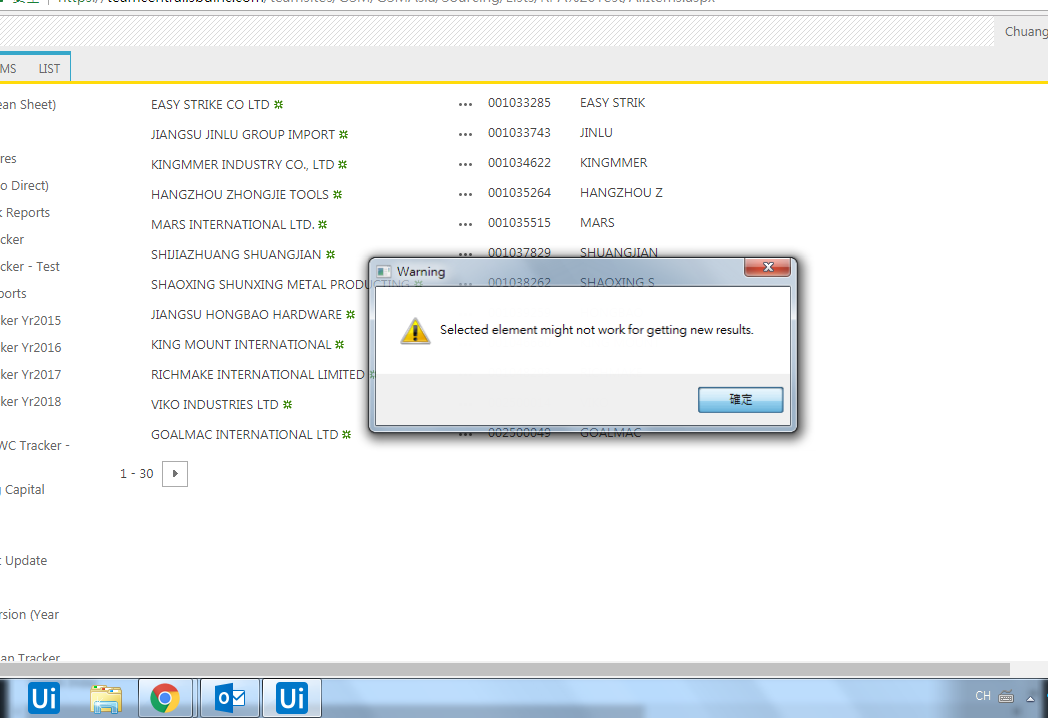 Chuang
MS LIST
ean Sheet)
res
o Direct)
k Reports
cker
cker - Test
ports
ker Yr2015
ker Yr2016
ker Yr2017
ker Yr2018
WC Tracker -
g Capital
t Update
rsion (Year
an Tracker
EASY STRIKE CO LTD ... 001033285 EASY STRIK
JIANGSU JINLU GROUP IMPORT ... 001033743 JINLU
KINGMMER INDUSTRY CO., LTD ... 001034622 KINGMMER
HANGZHOU ZHONGJIE TOOLS ... 001035264 HANGZHOU Z
MARS INTERNATIONAL LTD. ... 001035515 MARS
SHIJIAZHUANG SHUANGJIAN ... 001037829 SHUANGJIAN
SHAOXING SHUNXING METAL PRODUCTING ... 001038262 SHAOXING S
JIANGSU HONGBAO HARDWARE
KING MOUNT INTERNATIONAL
RICHMAKE INTERNATIONAL LIMITED
VIKO INDUSTRIES LTD
GOALMAC INTERNATIONAL LTD ... 002500049 GOALMAC
1 - 30
Warning
Selected element might not work for getting new results.
確定
Ui
Ui
CH